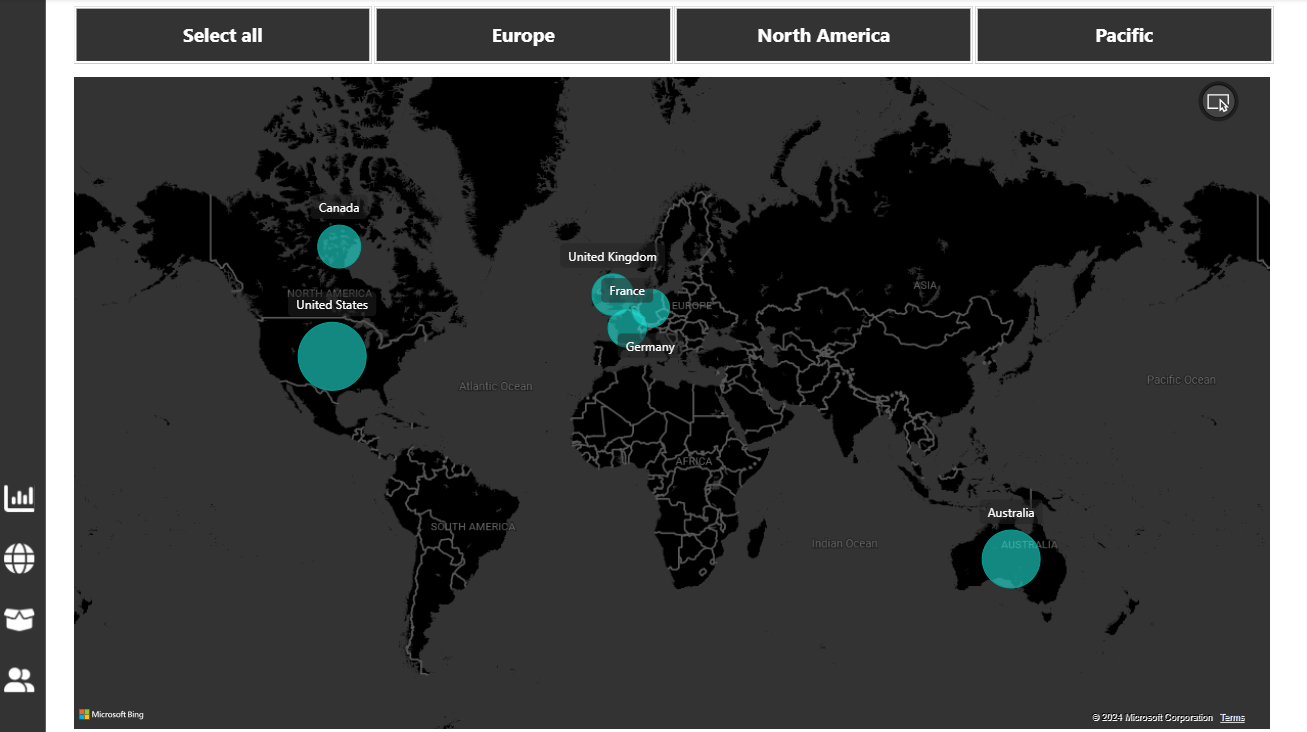 Select all
Europe
North America
Pacific
Canada
United Kingdom
NORTH AMERICA
France
ASIA
United States
EUROPE
Germany
Atlantic Ocean
Pacific Ocean
AFRICA
Australia
SOUTH AMERICA
Indian Ocean
AUSTRALIA
Microsoft Bing
© 2024 Microsoft Corporation Terms